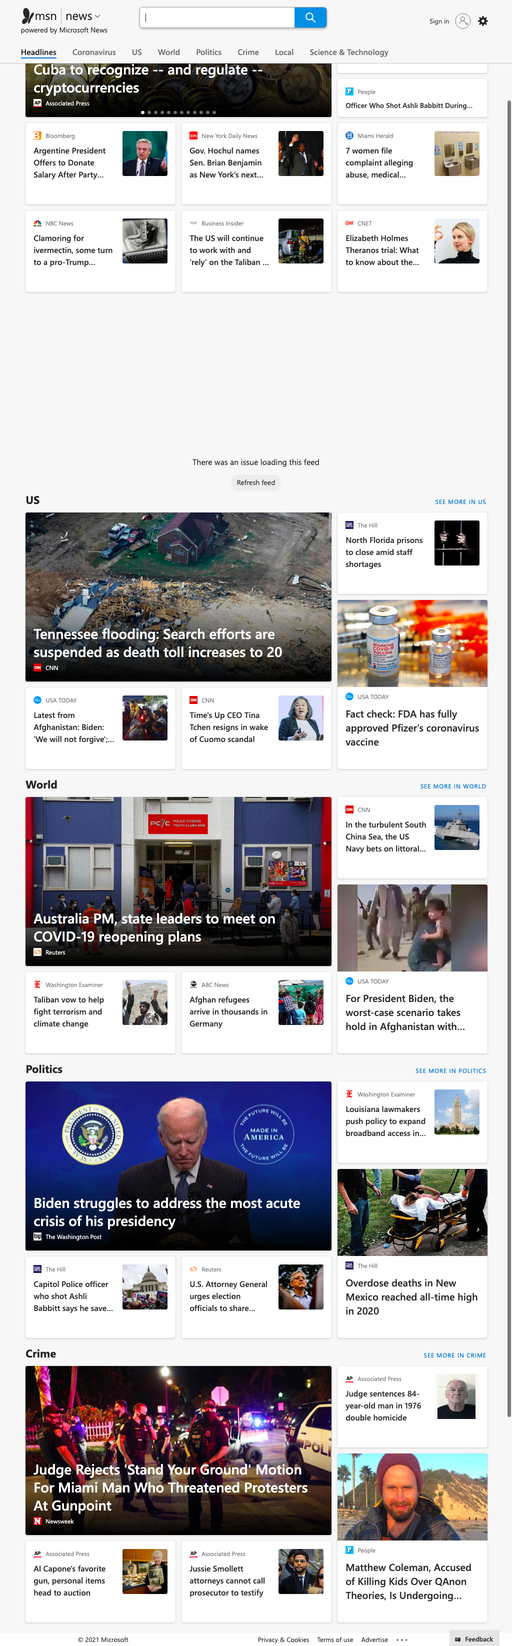 msn | news
powered by Microsoft News
Sign in
Headlines Coronavirus US World Politics Crime Local Science & Technology
Cuba to recognize -- and regulate --
cryptocurrencies
AP Associated Press
People
Officer Who Shot Ashli Babbitt During...
Bloomberg
Argentine President
Offers to Donate
Salary After Party...
New York Daily News
Gov. Hochul names
Sen. Brian Benjamin
as New York's next...
Miami Herald
7 women file
complaint alleging
abuse, medical...
NBC News
Clamoring for
ivermectin, some turn
to a pro-Trump...
Business Insider
The US will continue
to work with and
'rely' on the Taliban ...
CNET
Elizabeth Holmes
Theranos trial: What
to know about the...
There was an issue loading this feed
Refresh feed
US
SEE MORE IN US
Tennessee flooding: Search efforts are
suspended as death toll increases to 20
CNN
The Hill
North Florida prisons
to close amid staff
shortages
USA TODAY
Fact check: FDA has fully
approved Pfizer's coronavirus
vaccine
USA TODAY
Latest from
Afghanistan: Biden:
'We will not forgive';...
CNN
Time's Up CEO Tina
Tchen resigns in wake
of Cuomo scandal
World
SEE MORE IN WORLD
Australia PM, state leaders to meet on
COVID-19 reopening plans
Reuters
CNN
In the turbulent South
China Sea, the US
Navy bets on littoral...
USA TODAY
For President Biden, the
worst-case scenario takes
hold in Afghanistan with...
Washington Examiner
Taliban vow to help
fight terrorism and
climate change
ABC News
Afghan refugees
arrive in thousands in
Germany
Politics
SEE MORE IN POLITICS
MADE IN
AMERICA
Biden struggles to address the most acute
crisis of his presidency
The Washington Post
Washington Examiner
Louisiana lawmakers
push policy to expand
broadband access in...
The Hill
Overdose deaths in New
Mexico reached all-time high
in 2020
The Hill
Capitol Police officer
who shot Ashli
Babbitt says he save...
Reuters
U.S. Attorney General
urges election
officials to share...
Crime
SEE MORE IN CRIME
Judge Rejects 'Stand Your Ground' Motion
For Miami Man Who Threatened Protesters
At Gunpoint
N Newsweek
AP Associated Press
Judge sentences 84-
year-old man in 1976
double homicide
People
Matthew Coleman, Accused
of Killing Kids Over QAnon
Theories, Is Undergoing...
AP Associated Press
Al Capone's favorite
gun, personal items
head to auction
AP Associated Press
Jussie Smollett
attorneys cannot call
prosecutor to testify
© 2021 Microsoft
Privacy & Cookies Terms of use Advertise ...
Feedback